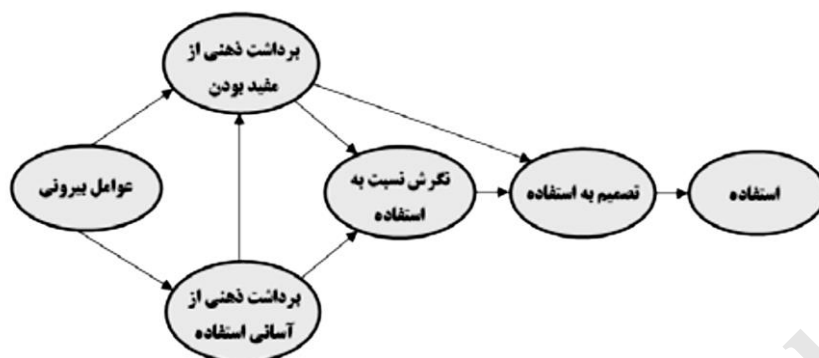 برداشت ذهنی از
مفید بودن
عوامل بیرونی
نگرش نسبت به
استفاده
تصمیم به استفاده
استفاده
برداشت ذهنی از
آسانی استفاده